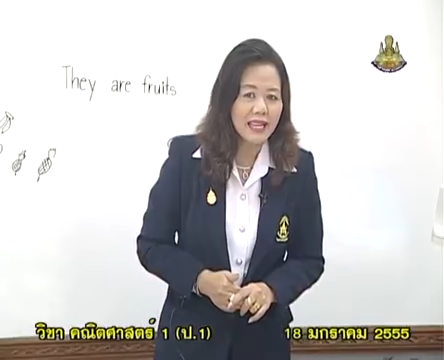 They are fruits
วิชา คณิตศาสตร์ 1 (ป.1) 18 มกราคม 2555